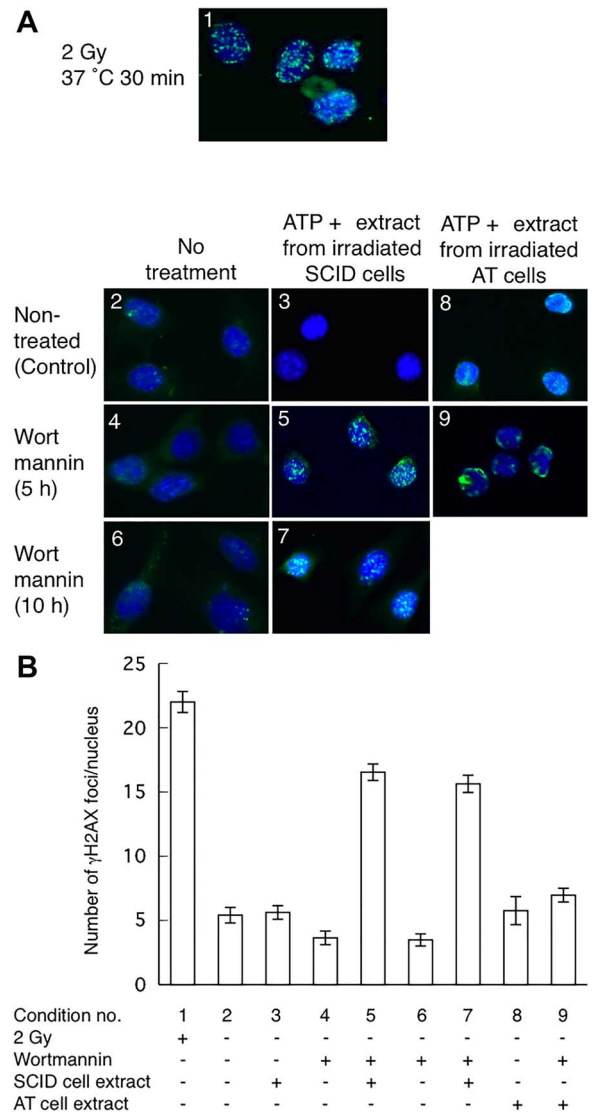 A
2 Gy
37 ˚C 30 min
1
No
treatment
ATP + extract
from irradiated
SCID cells
ATP + extract
from irradiated
AT cells
Non-
treated
(Control)
2
3
8
Wort
mannin
(5 h)
4
5
9
Wort
mannin
(10 h)
6
7
B
Number of γH2AX foci/nucleus
25
20
15
10
5
0
Condition no. 1 2 3 4 5 6 7 8 9
2 Gy + - - - - - - - -
Wortmannin - - - + + + + - +
SCID cell extract - - + - + - + - -
AT cell extract - - - - - - - + +